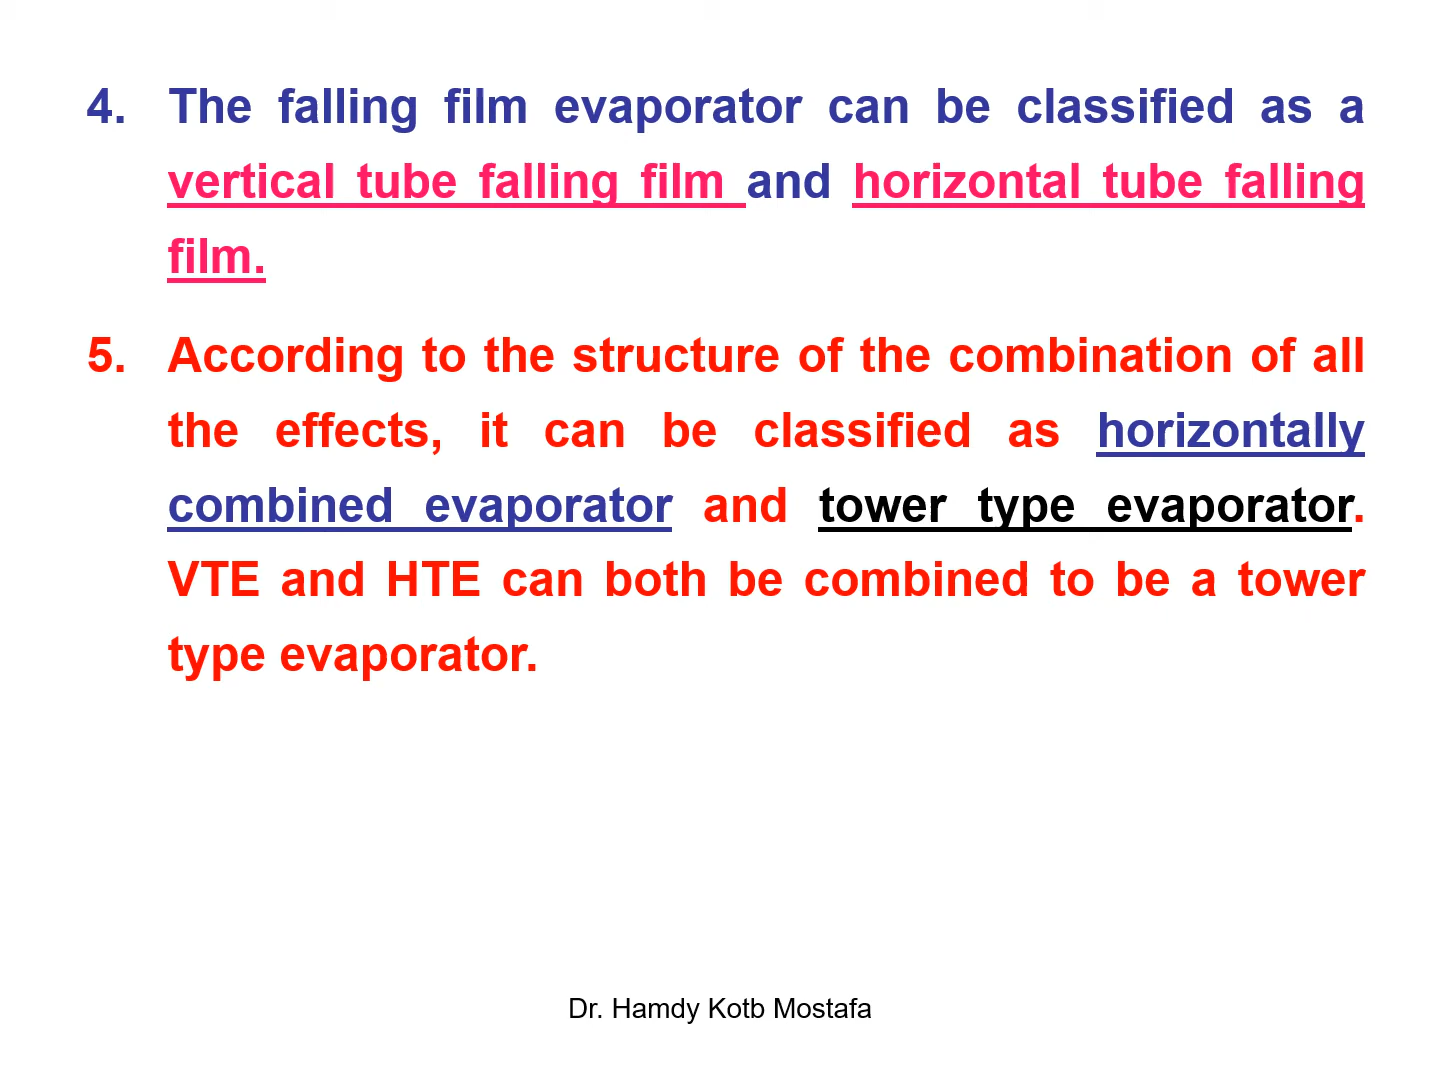 4. The falling film evaporator can be classified as a
vertical tube falling film and horizontal tube falling
film.
5. According to the structure of the combination of all
the effects, it can be classified as horizontally
combined evaporator and tower type evaporator.
VTE and HTE can both be combined to be a tower
type evaporator.
Dr. Hamdy Kotb Mostafa